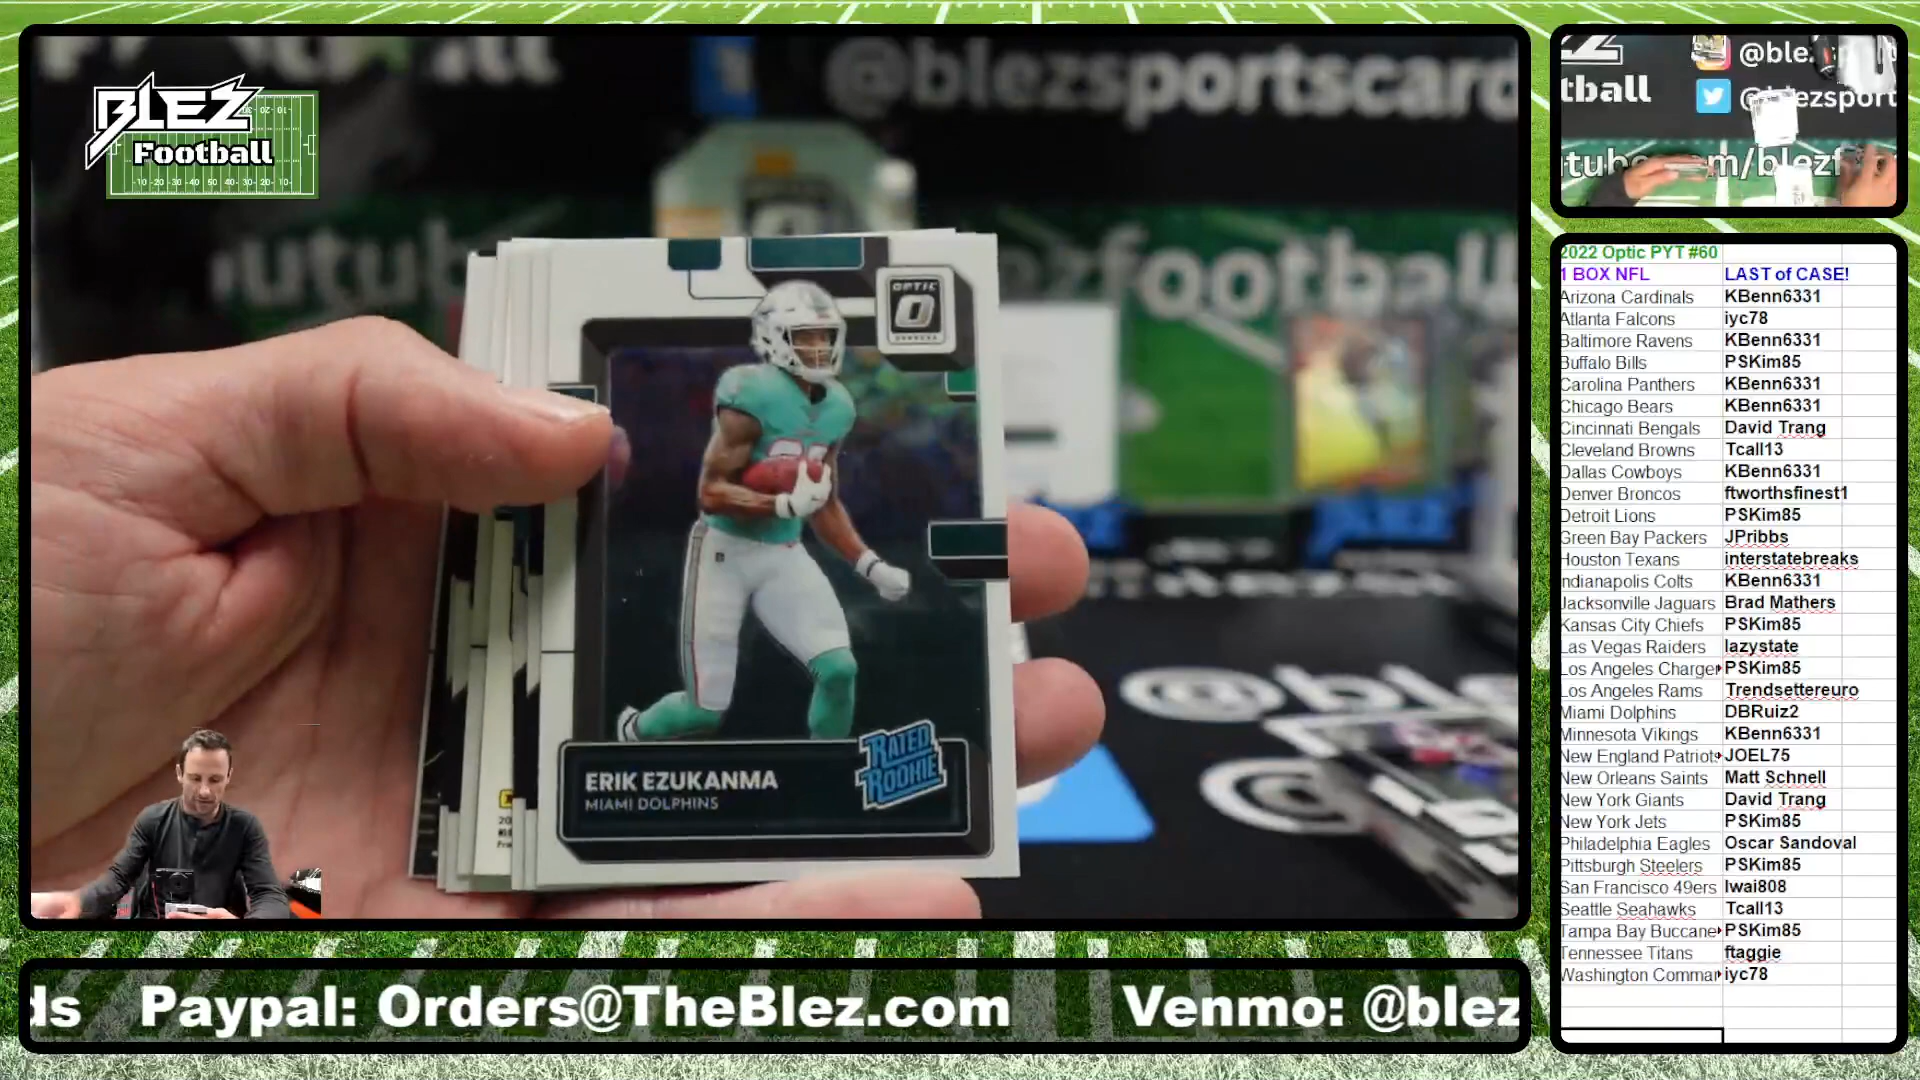 BLEZ
Football
@blezsportscard
utube
ezfootball
OPTIC
RATED
ROOKIE
ERIK EZUKANMA
MIAMI DOLPHINS
ds Paypal: Orders@TheBlez.com Venmo: @blez
tball
@ble
2022 Optic PYT #60
1 BOX NFL LAST of CASE!
Arizona Cardinals KBenn6331
Atlanta Falcons iyc78
Baltimore Ravens KBenn6331
Buffalo Bills PSKim85
Carolina Panthers KBenn6331
Chicago Bears KBenn6331
Cincinnati Bengals David Trang
Cleveland Browns Tcall13
Dallas Cowboys KBenn6331
Denver Broncos ftworthsfinest1
Detroit Lions PSKim85
Green Bay Packers JPribbs
Houston Texans interstatebreaks
Indianapolis Colts KBenn6331
Jacksonville Jaguars Brad Mathers
Kansas City Chiefs PSKim85
Las Vegas Raiders lazystate
Los Angeles Charger PSKim85
Los Angeles Rams Trendsettereuro
Miami Dolphins DBRuiz2
Minnesota Vikings KBenn6331
New England Patriots JOEL75
New Orleans Saints Matt Schnell
New York Giants David Trang
New York Jets PSKim85
Philadelphia Eagles Oscar Sandoval
Pittsburgh Steelers PSKim85
San Francisco 49ers lwai808
Seattle Seahawks Tcall13
Tampa Bay Buccane PSKim85
Tennessee Titans ftaggie
Washington Comman iyc78